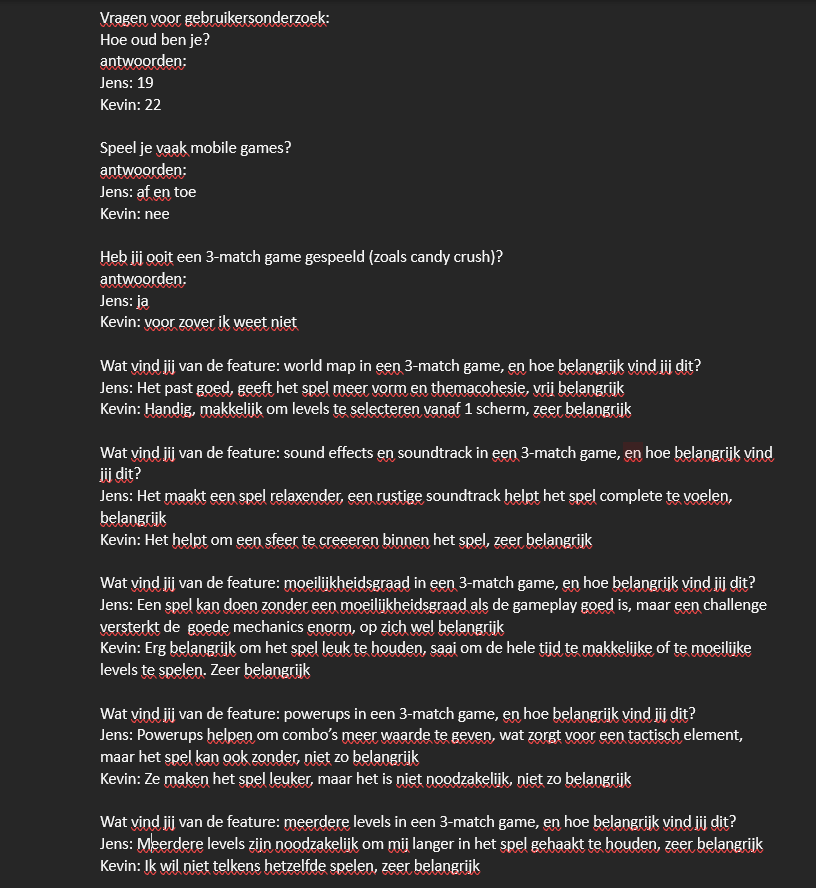 Vragen voor gebruikersonderzoek:
Hoe oud ben je?
antwoorden:
Jens: 19
Kevin: 22
Speel je vaak mobile games?
antwoorden:
Jens: af en toe
Kevin: nee
Heb jij ooit een 3-match game gespeeld (zoals candy crush)?
antwoorden:
Jens: ja
Kevin: voor zover ik weet niet
Wat vind jij van de feature: world map in een 3-match game, en hoe belangrijk vind jij dit?
Jens: Het past goed, geeft het spel meer vorm en themacohesie, vrij belangrijk
Kevin: Handig, makkelijk om levels te selecteren vanaf 1 scherm, zeer belangrijk
Wat vind jij van de feature: sound effects en soundtrack in een 3-match game, en hoe belangrijk vind
jij dit?
Jens: Het maakt een spel relaxender, een rustige soundtrack helpt het spel complete te voelen,
belangrijk
Kevin: Het helpt om een sfeer te creeeren binnen het spel, zeer belangrijk
Wat vind jij van de feature: moeilijkheidsgraad in een 3-match game, en hoe belangrijk vind jij dit?
Jens: Een spel kan doen zonder een moeilijkheidsgraad als de gameplay goed is, maar een challenge
versterkt de  goede mechanics enorm, op zich wel belangrijk
Kevin: Erg belangrijk om het spel leuk te houden, saai om de hele tijd te makkelijke of te moeilijke
levels te spelen. Zeer belangrijk
Wat vind jij van de feature: powerups in een 3-match game, en hoe belangrijk vind jij dit?
Jens: Powerups helpen om combo's meer waarde te geven, wat zorgt voor een tactisch element,
maar het spel kan ook zonder, niet zo belangrijk
Kevin: Ze maken het spel leuker, maar het is niet noodzakelijk, niet zo belangrijk
Wat vind jij van de feature: meerdere levels in een 3-match game, en hoe belangrijk vind jij dit?
Jens: Meerdere levels zijn noodzakelijk om mij langer in het spel gehaakt te houden, zeer belangrijk
Kevin: Ik wil niet telkens hetzelfde spelen, zeer belangrijk